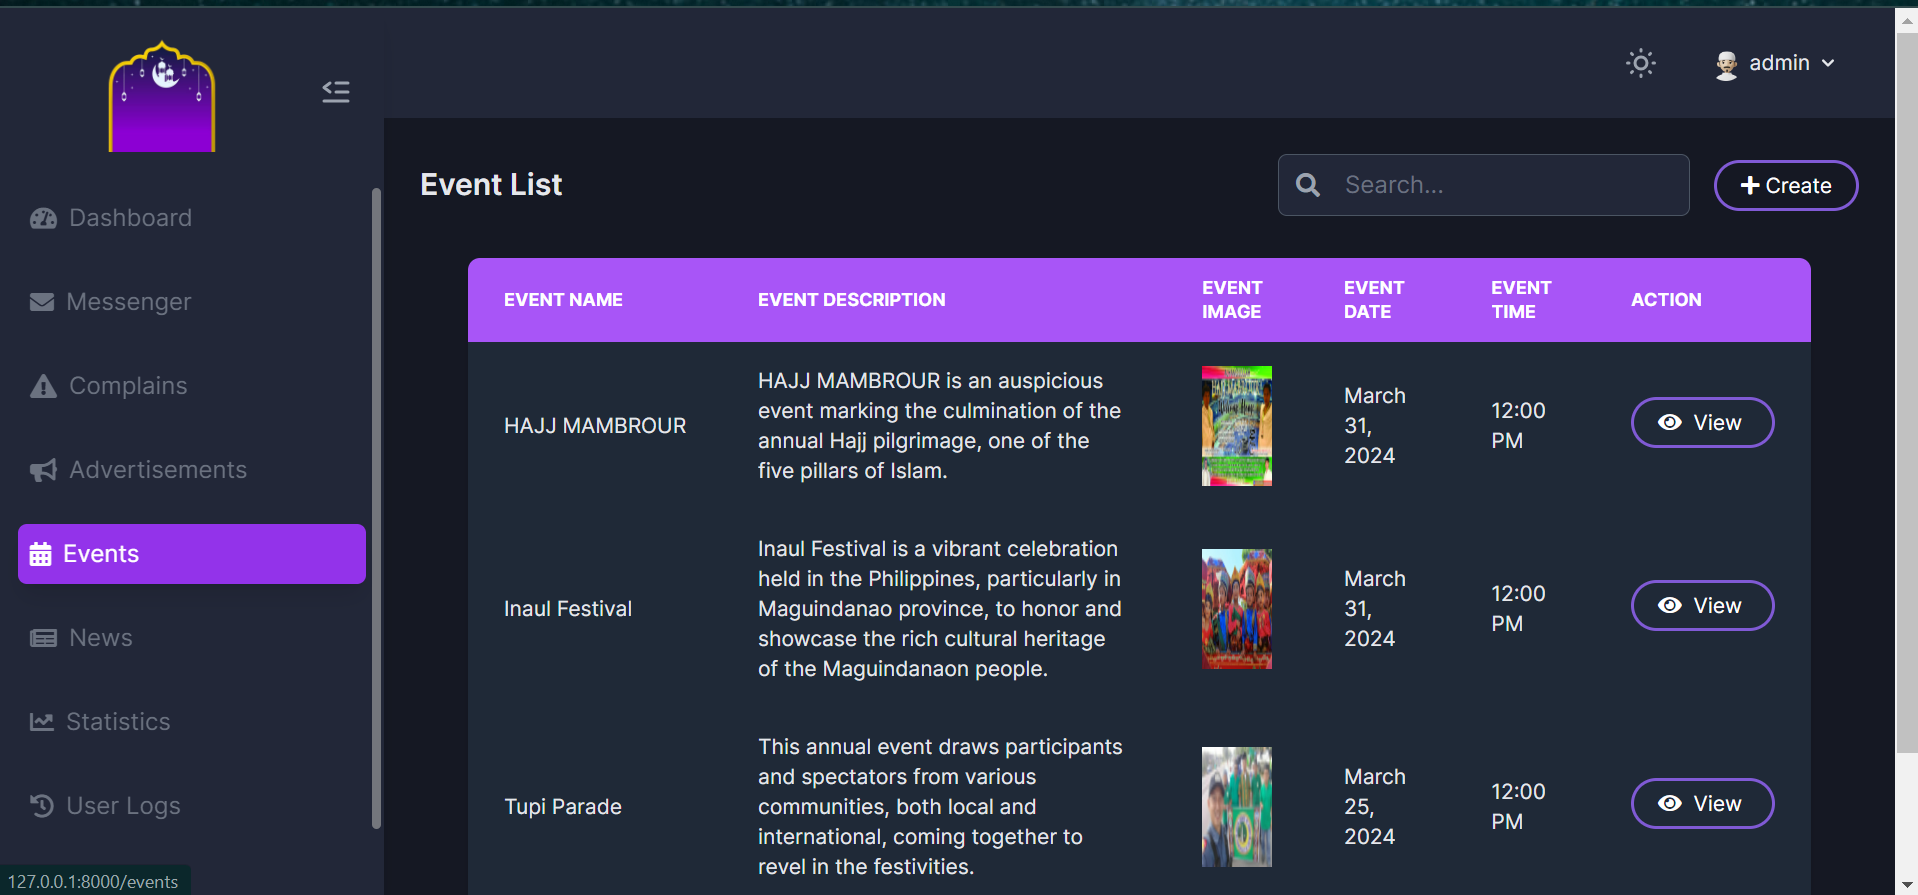 admin
Event List
Search...
Create
Dashboard
Messenger
Complains
Advertisements
Events
News
Statistics
User Logs
EVENT NAME
EVENT DESCRIPTION
EVENT
IMAGE
EVENT
DATE
EVENT
TIME
ACTION
HAJJ MAMBROUR
HAJJ MAMBROUR is an auspicious
event marking the culmination of the
annual Hajj pilgrimage, one of the
five pillars of Islam.
March
31,
2024
12:00
PM
View
Inaul Festival
Inaul Festival is a vibrant celebration
held in the Philippines, particularly in
Maguindanao province, to honor and
showcase the rich cultural heritage
of the Maguindanaon people.
March
31,
2024
12:00
PM
View
Tupi Parade
This annual event draws participants
and spectators from various
communities, both local and
international, coming together to
revel in the festivities.
March
25,
2024
12:00
PM
View
127.0.0.1:8000/events